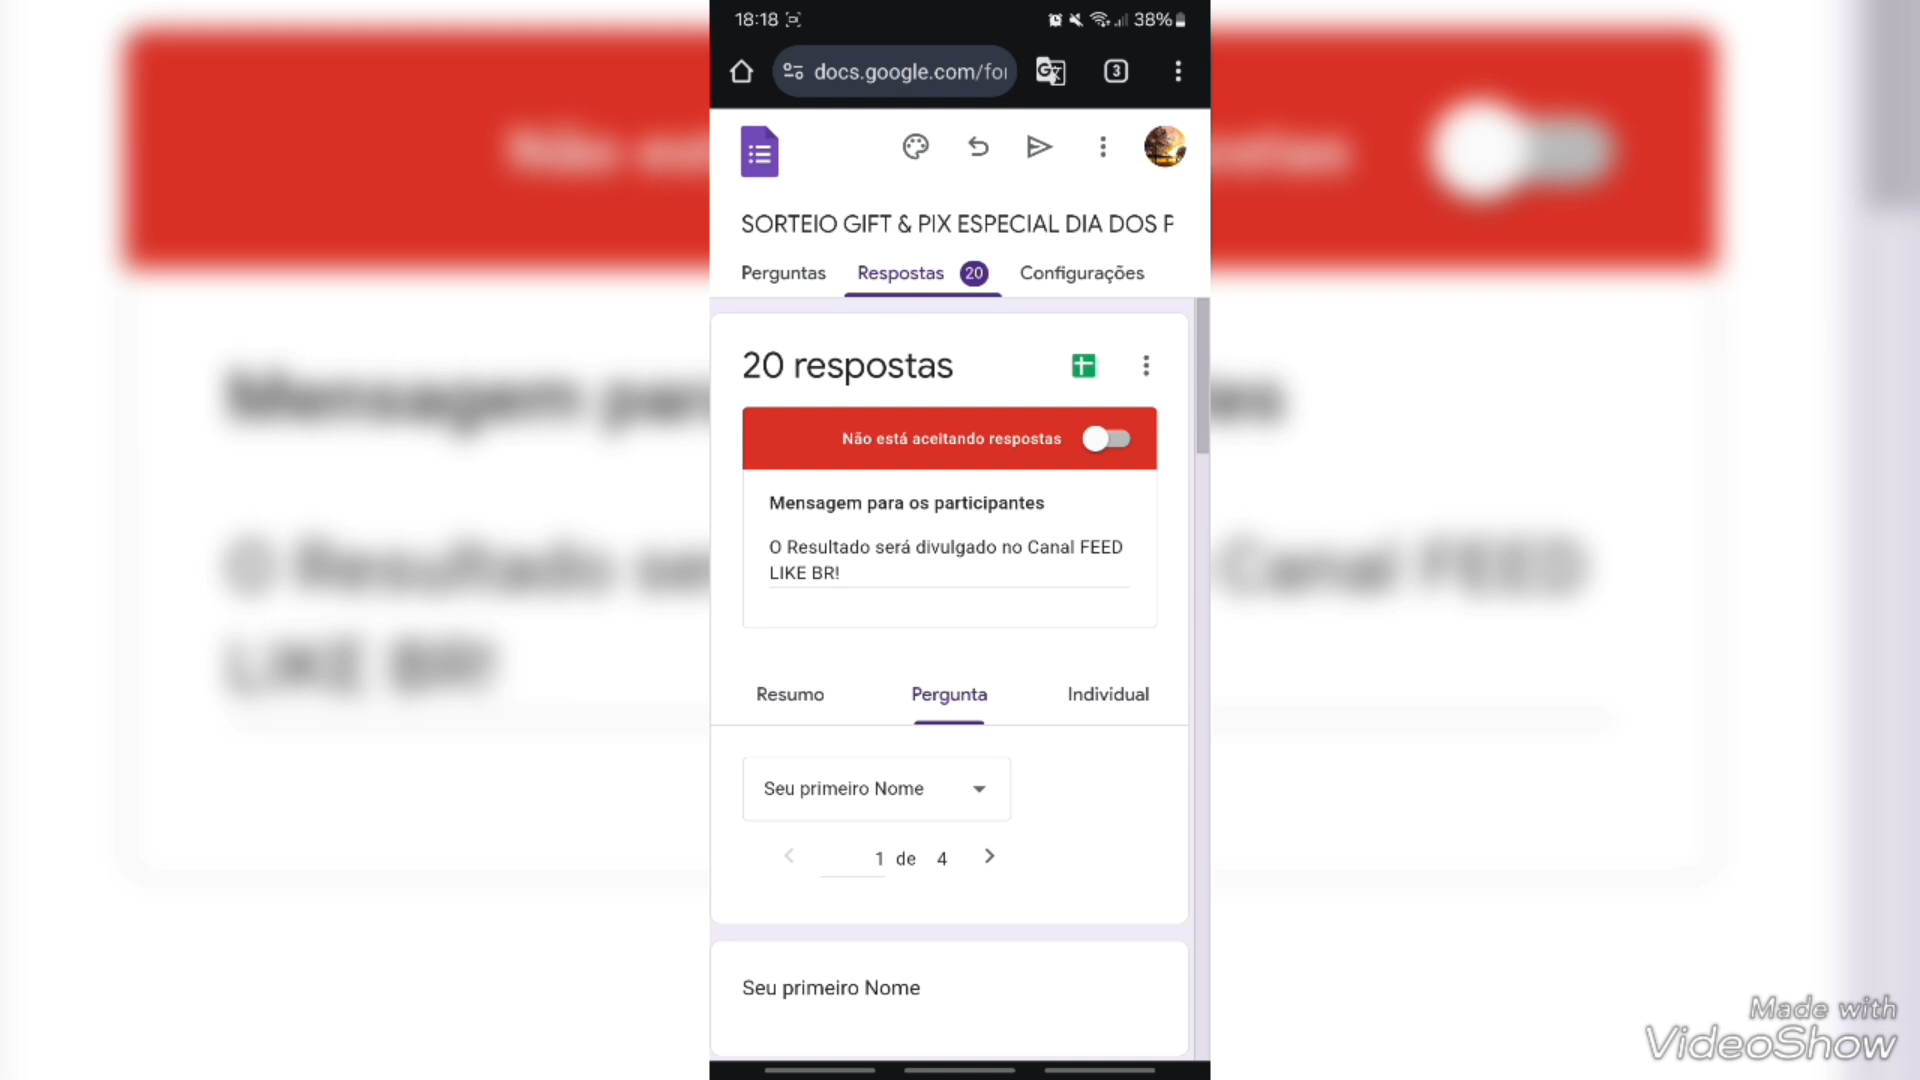 18:18
38%
docs.google.com/for
3
SORTEIO GIFT & PIX ESPECIAL DIA DOS P
Perguntas
Respostas 20
Configurações
20 respostas
Não está aceitando respostas
Mensagem para os participantes
O Resultado será divulgado no Canal FEED
LIKE BR!
Resumo
Pergunta
Individual
Seu primeiro Nome
1 de 4
Seu primeiro Nome
Made with
VideoShow